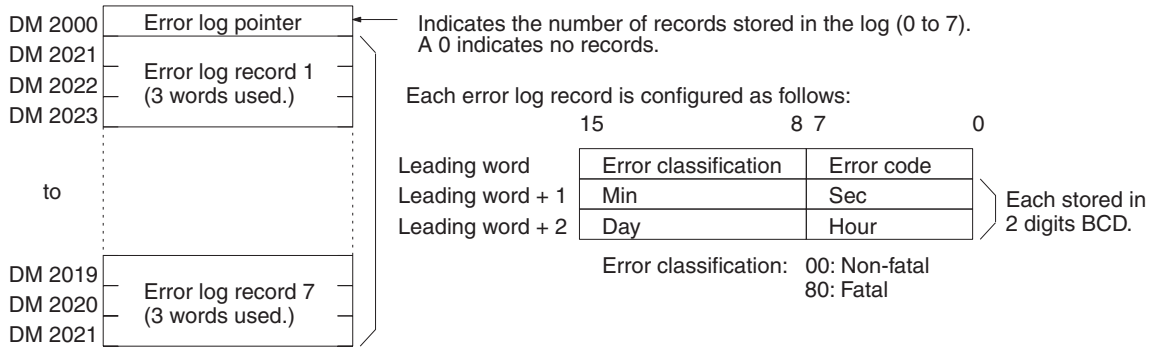 DM 2000 Error log pointer
Indicates the number of records stored in the log (0 to 7).
A 0 indicates no records.
DM 2021
DM 2022
DM 2023
Error log record 1
(3 words used.)
to
DM 2019
DM 2020
DM 2021
Error log record 7
(3 words used.)
Each error log record is configured as follows:
15 8 7 0
Leading word Error classification Error code
Leading word + 1 Min Sec
Leading word + 2 Day Hour
Each stored in
2 digits BCD.
Error classification: 00: Non-fatal
80: Fatal